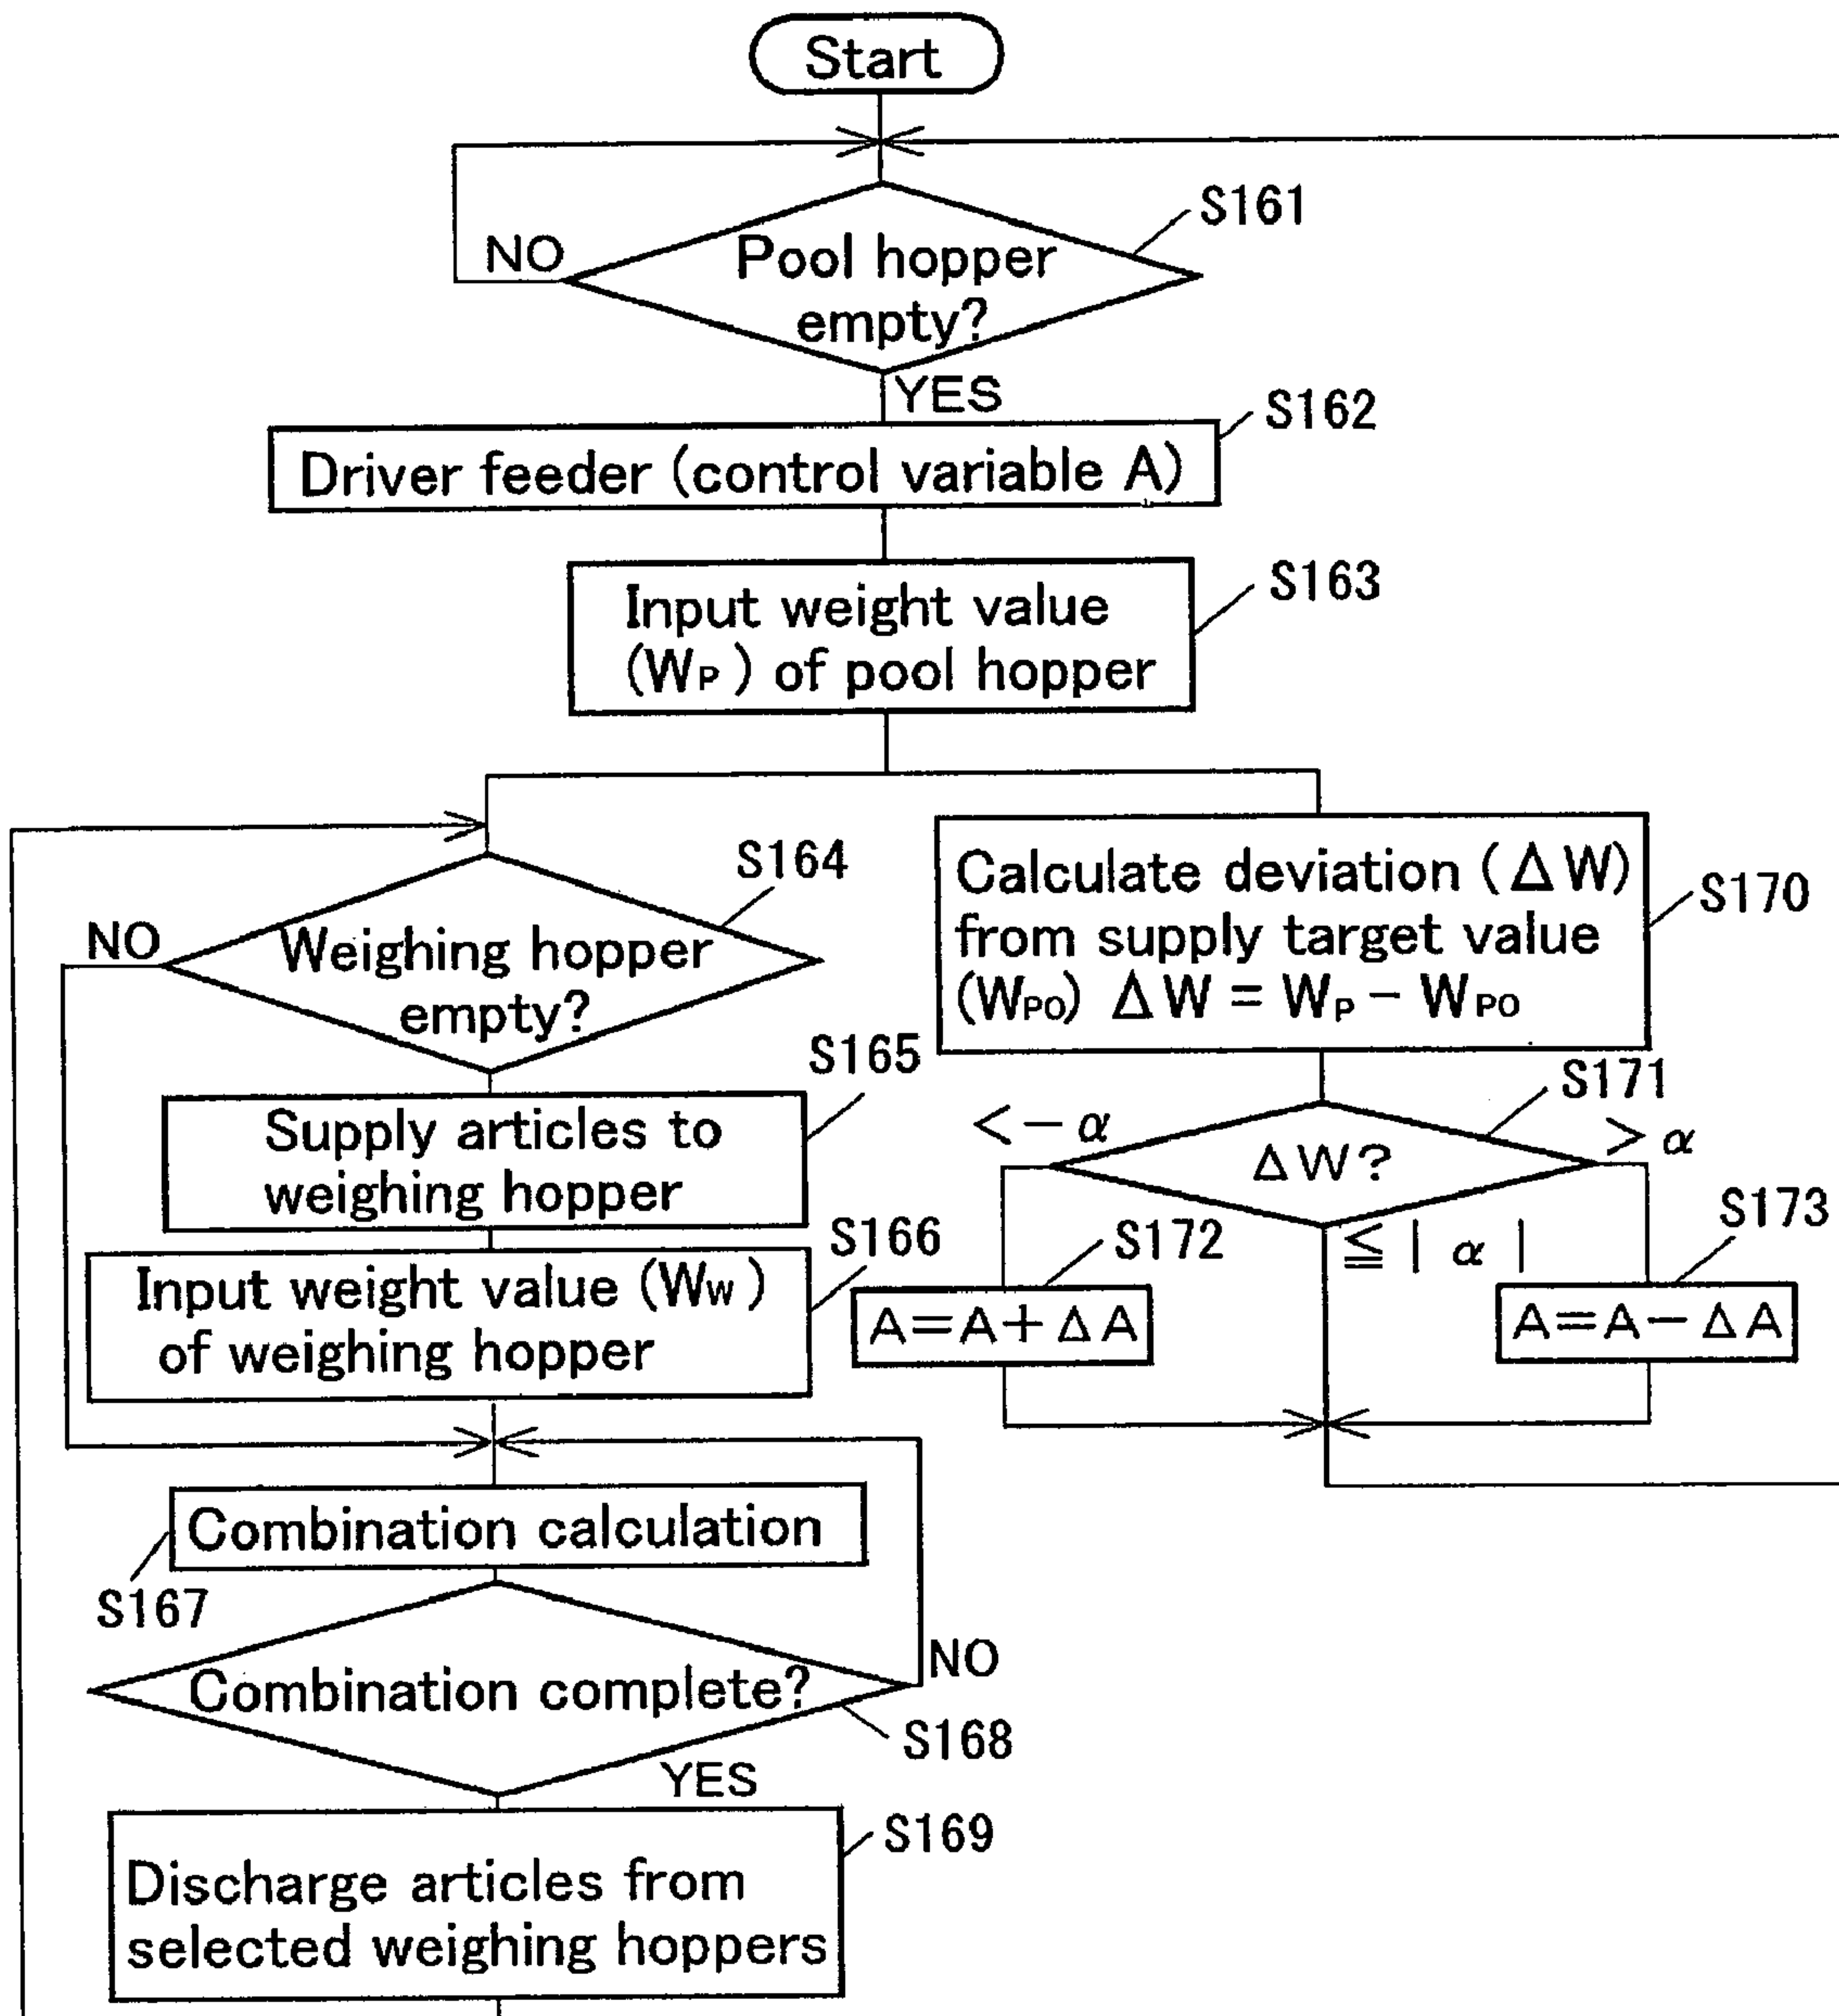 Start
S161
NO
Pool hopper
empty?
YES
S162
Driver feeder (control variable A)
S163
Input weight value
(WP) of pool hopper
S164
NO
Weighing hopper
empty?
S165
Supply articles to
weighing hopper
S166
Input weight value (WW)
of weighing hopper
Combination calculation
S167
Combination complete?
NO
S168
YES
S169
Discharge articles from
selected weighing hoppers
Calculate deviation (ΔW)
from supply target value
(WPO) ΔW = WP − WPO
S170
S171
< − α
ΔW?
> α
≦ | α |
S172
A=A+ΔA
S173
A=A−ΔA